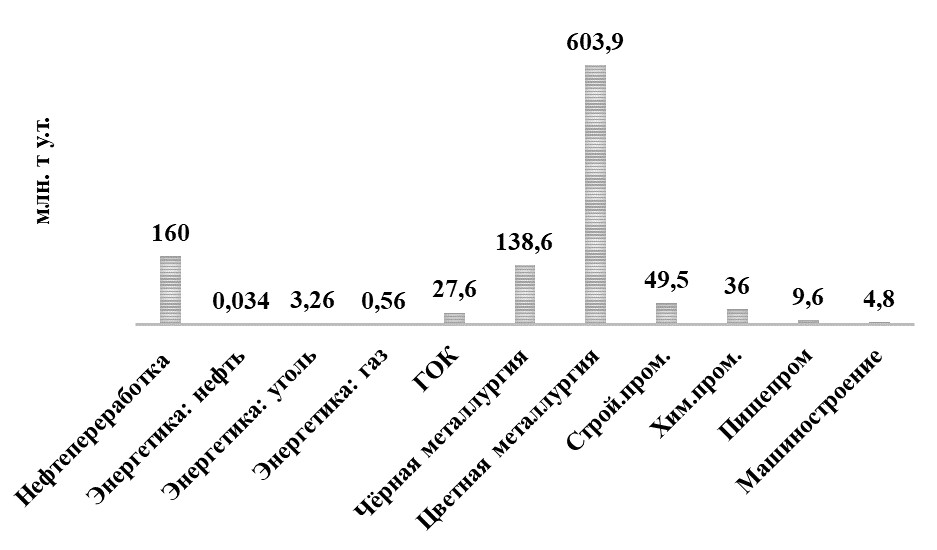 603,9
млн. т у.т.
160
0,034
3,26
0,56
27,6
138,6
49,5
36
9,6
4,8
Нефтепереработка
Энергетика: нефть
Энергетика: уголь
Энергетика: газ
ГОК
Чёрная металлургия
Цветная металлургия
Строй.пром.
Хим.пром.
Пищепром
Машиностроение